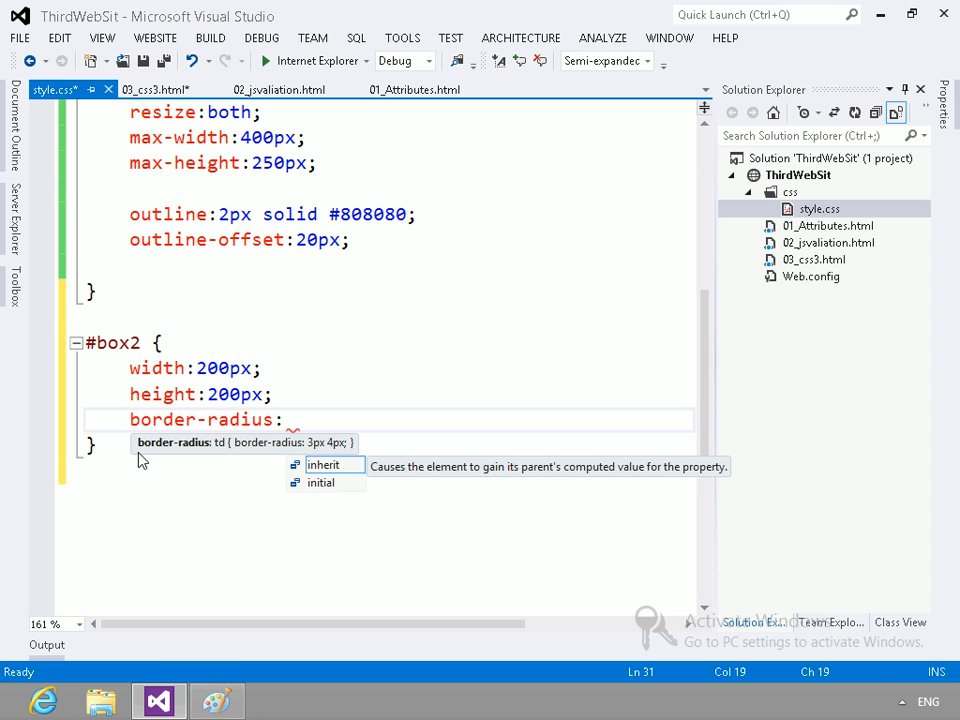 ThirdWebSit - Microsoft Visual Studio
Quick Launch (Ctrl+Q)
FILE EDIT VIEW WEBSITE BUILD DEBUG TEAM SQL TOOLS TEST ARCHITECTURE ANALYZE WINDOW HELP
Internet Explorer Debug Semi-expandec
style.css* 03_css3.html* 02_jsvaliation.html 01_Attributes.html
Document Outline
Server Explorer
Toolbox
resize:both;
max-width:400px;
max-height:250px;
outline:2px solid #808080;
outline-offset:20px;
}
#box2 {
width:200px;
height:200px;
border-radius:
}
border-radius: td { border-radius: 3px 4px; }
inherit
initial
Causes the element to gain its parent's computed value for the property.
161 %
Solution Explorer
Search Solution Explorer (Ctrl+;)
Solution 'ThirdWebSit' (1 project)
ThirdWebSit
css
style.css
01_Attributes.html
02_jsvaliation.html
03_css3.html
Web.config
Properties
Solution Ex... Team Explo... Class View
Activate Windows
Go to PC settings to activate Windows.
Output
Ready Ln 31 Col 19 Ch 19 INS
ENG